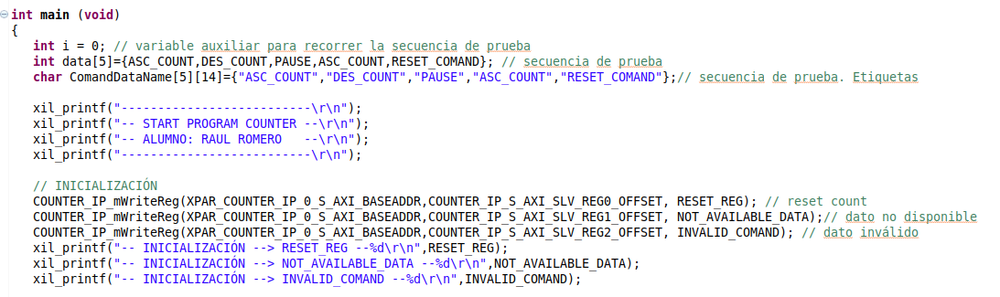 int main (void)
{
int i = 0; // variable auxiliar para recorrer la secuencia de prueba
int data[5]={ASC_COUNT,DES_COUNT,PAUSE,ASC_COUNT,RESET_COMAND}; // secuencia de prueba
char ComandDataName[5][14]={"ASC_COUNT","DES_COUNT","PAUSE","ASC_COUNT","RESET_COMAND"};// secuencia de prueba. Etiquetas
xil_printf("--------------------------\r\n");
xil_printf("-- START PROGRAM COUNTER --\r\n");
xil_printf("-- ALUMNO: RAUL ROMERO   --\r\n");
xil_printf("--------------------------\r\n");
// INICIALIZACIÓN
COUNTER_IP_mWriteReg(XPAR_COUNTER_IP_0_S_AXI_BASEADDR,COUNTER_IP_S_AXI_SLV_REG0_OFFSET, RESET_REG); // reset count
COUNTER_IP_mWriteReg(XPAR_COUNTER_IP_0_S_AXI_BASEADDR,COUNTER_IP_S_AXI_SLV_REG1_OFFSET, NOT_AVAILABLE_DATA);// dato no disponible
COUNTER_IP_mWriteReg(XPAR_COUNTER_IP_0_S_AXI_BASEADDR,COUNTER_IP_S_AXI_SLV_REG2_OFFSET, INVALID_COMAND); // dato inválido
xil_printf("-- INICIALIZACIÓN --> RESET_REG --%d\r\n",RESET_REG);
xil_printf("-- INICIALIZACIÓN --> NOT_AVAILABLE_DATA --%d\r\n",NOT_AVAILABLE_DATA);
xil_printf("-- INICIALIZACIÓN --> INVALID_COMAND --%d\r\n",INVALID_COMAND);